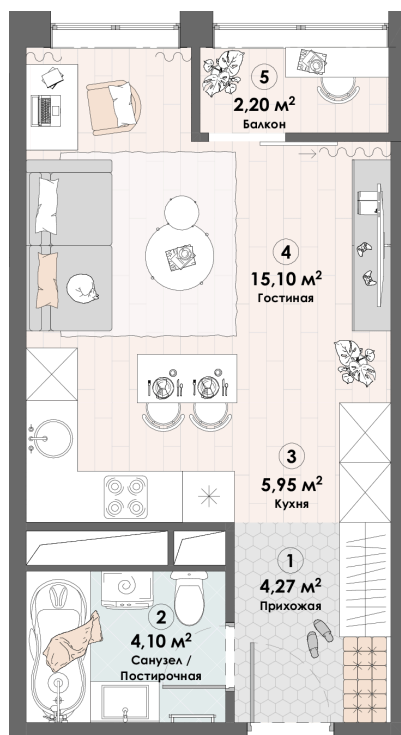 5
2,20 м²
Балкон
4
15,10 м²
Гостиная
3
5,95 м²
Кухня
1
4,27 м²
Прихожая
2
4,10 м²
Санузел /
Постирочная